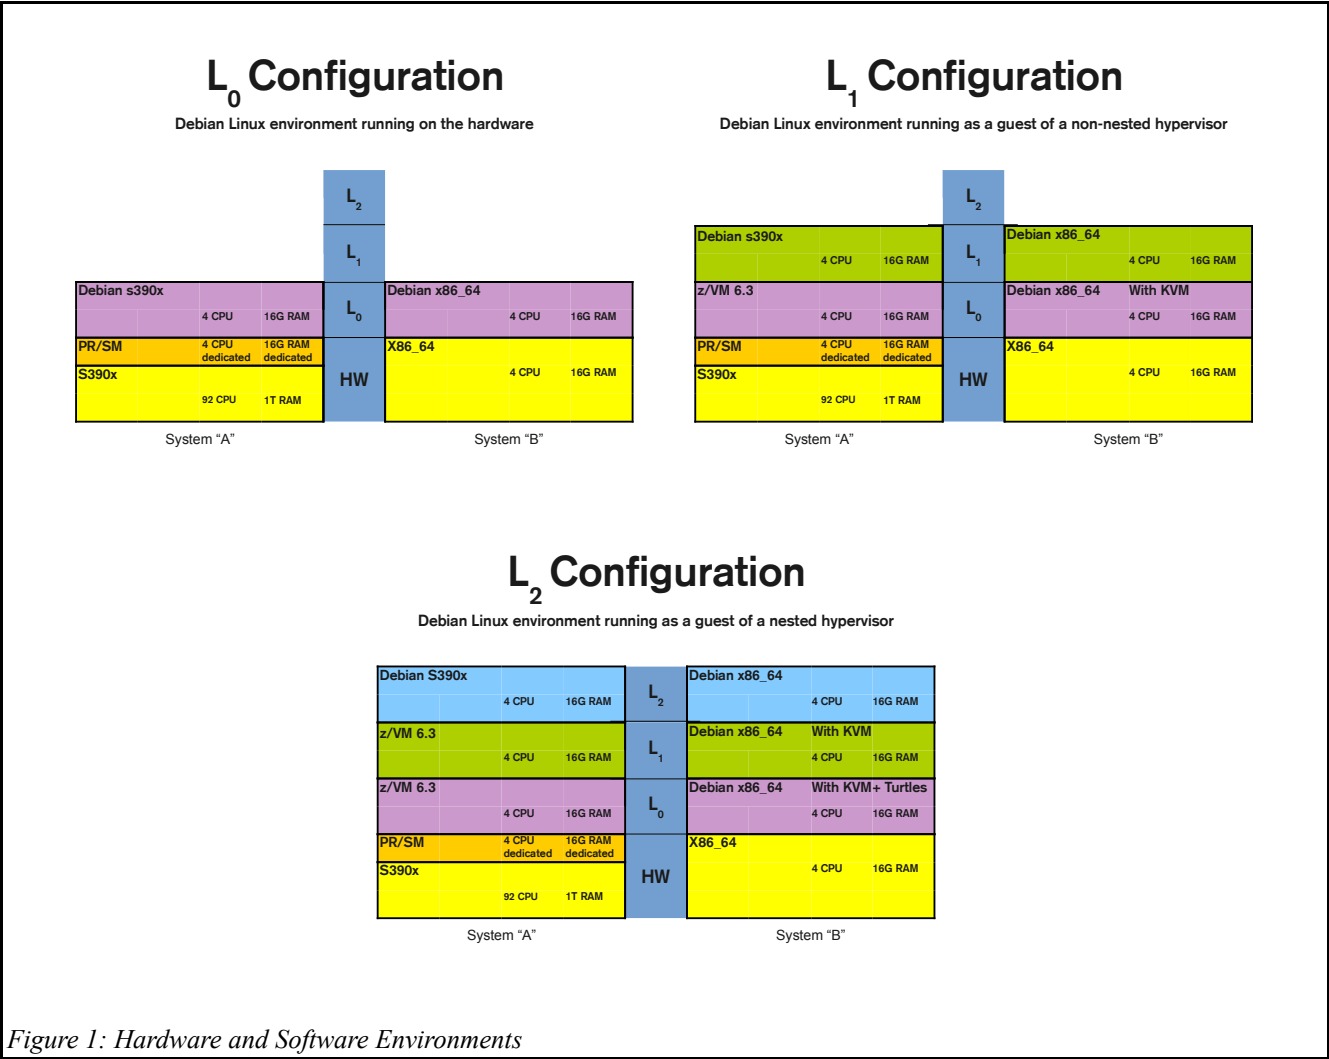 L0 Configuration
Debian Linux environment running on the hardware
L2
L1
Debian s390x
4 CPU 16G RAM
L0
Debian x86_64
4 CPU 16G RAM
PR/SM 4 CPU dedicated 16G RAM dedicated
S390x
92 CPU 1T RAM
HW
X86_64
4 CPU 16G RAM
System “A” System “B”
L1 Configuration
Debian Linux environment running as a guest of a non-nested hypervisor
L2
Debian s390x
4 CPU 16G RAM
L1
Debian x86_64
4 CPU 16G RAM
z/VM 6.3
4 CPU 16G RAM
L0
Debian x86_64 With KVM
4 CPU 16G RAM
PR/SM 4 CPU dedicated 16G RAM dedicated
S390x
92 CPU 1T RAM
HW
X86_64
4 CPU 16G RAM
System “A” System “B”
L2 Configuration
Debian Linux environment running as a guest of a nested hypervisor
Debian S390x
4 CPU 16G RAM
L2
Debian x86_64
4 CPU 16G RAM
z/VM 6.3
4 CPU 16G RAM
L1
Debian x86_64 With KVM
4 CPU 16G RAM
z/VM 6.3
4 CPU 16G RAM
L0
Debian x86_64 With KVM+ Turtles
4 CPU 16G RAM
PR/SM 4 CPU dedicated 16G RAM dedicated
S390x
92 CPU 1T RAM
HW
X86_64
4 CPU 16G RAM
System “A” System “B”
Figure 1: Hardware and Software Environments